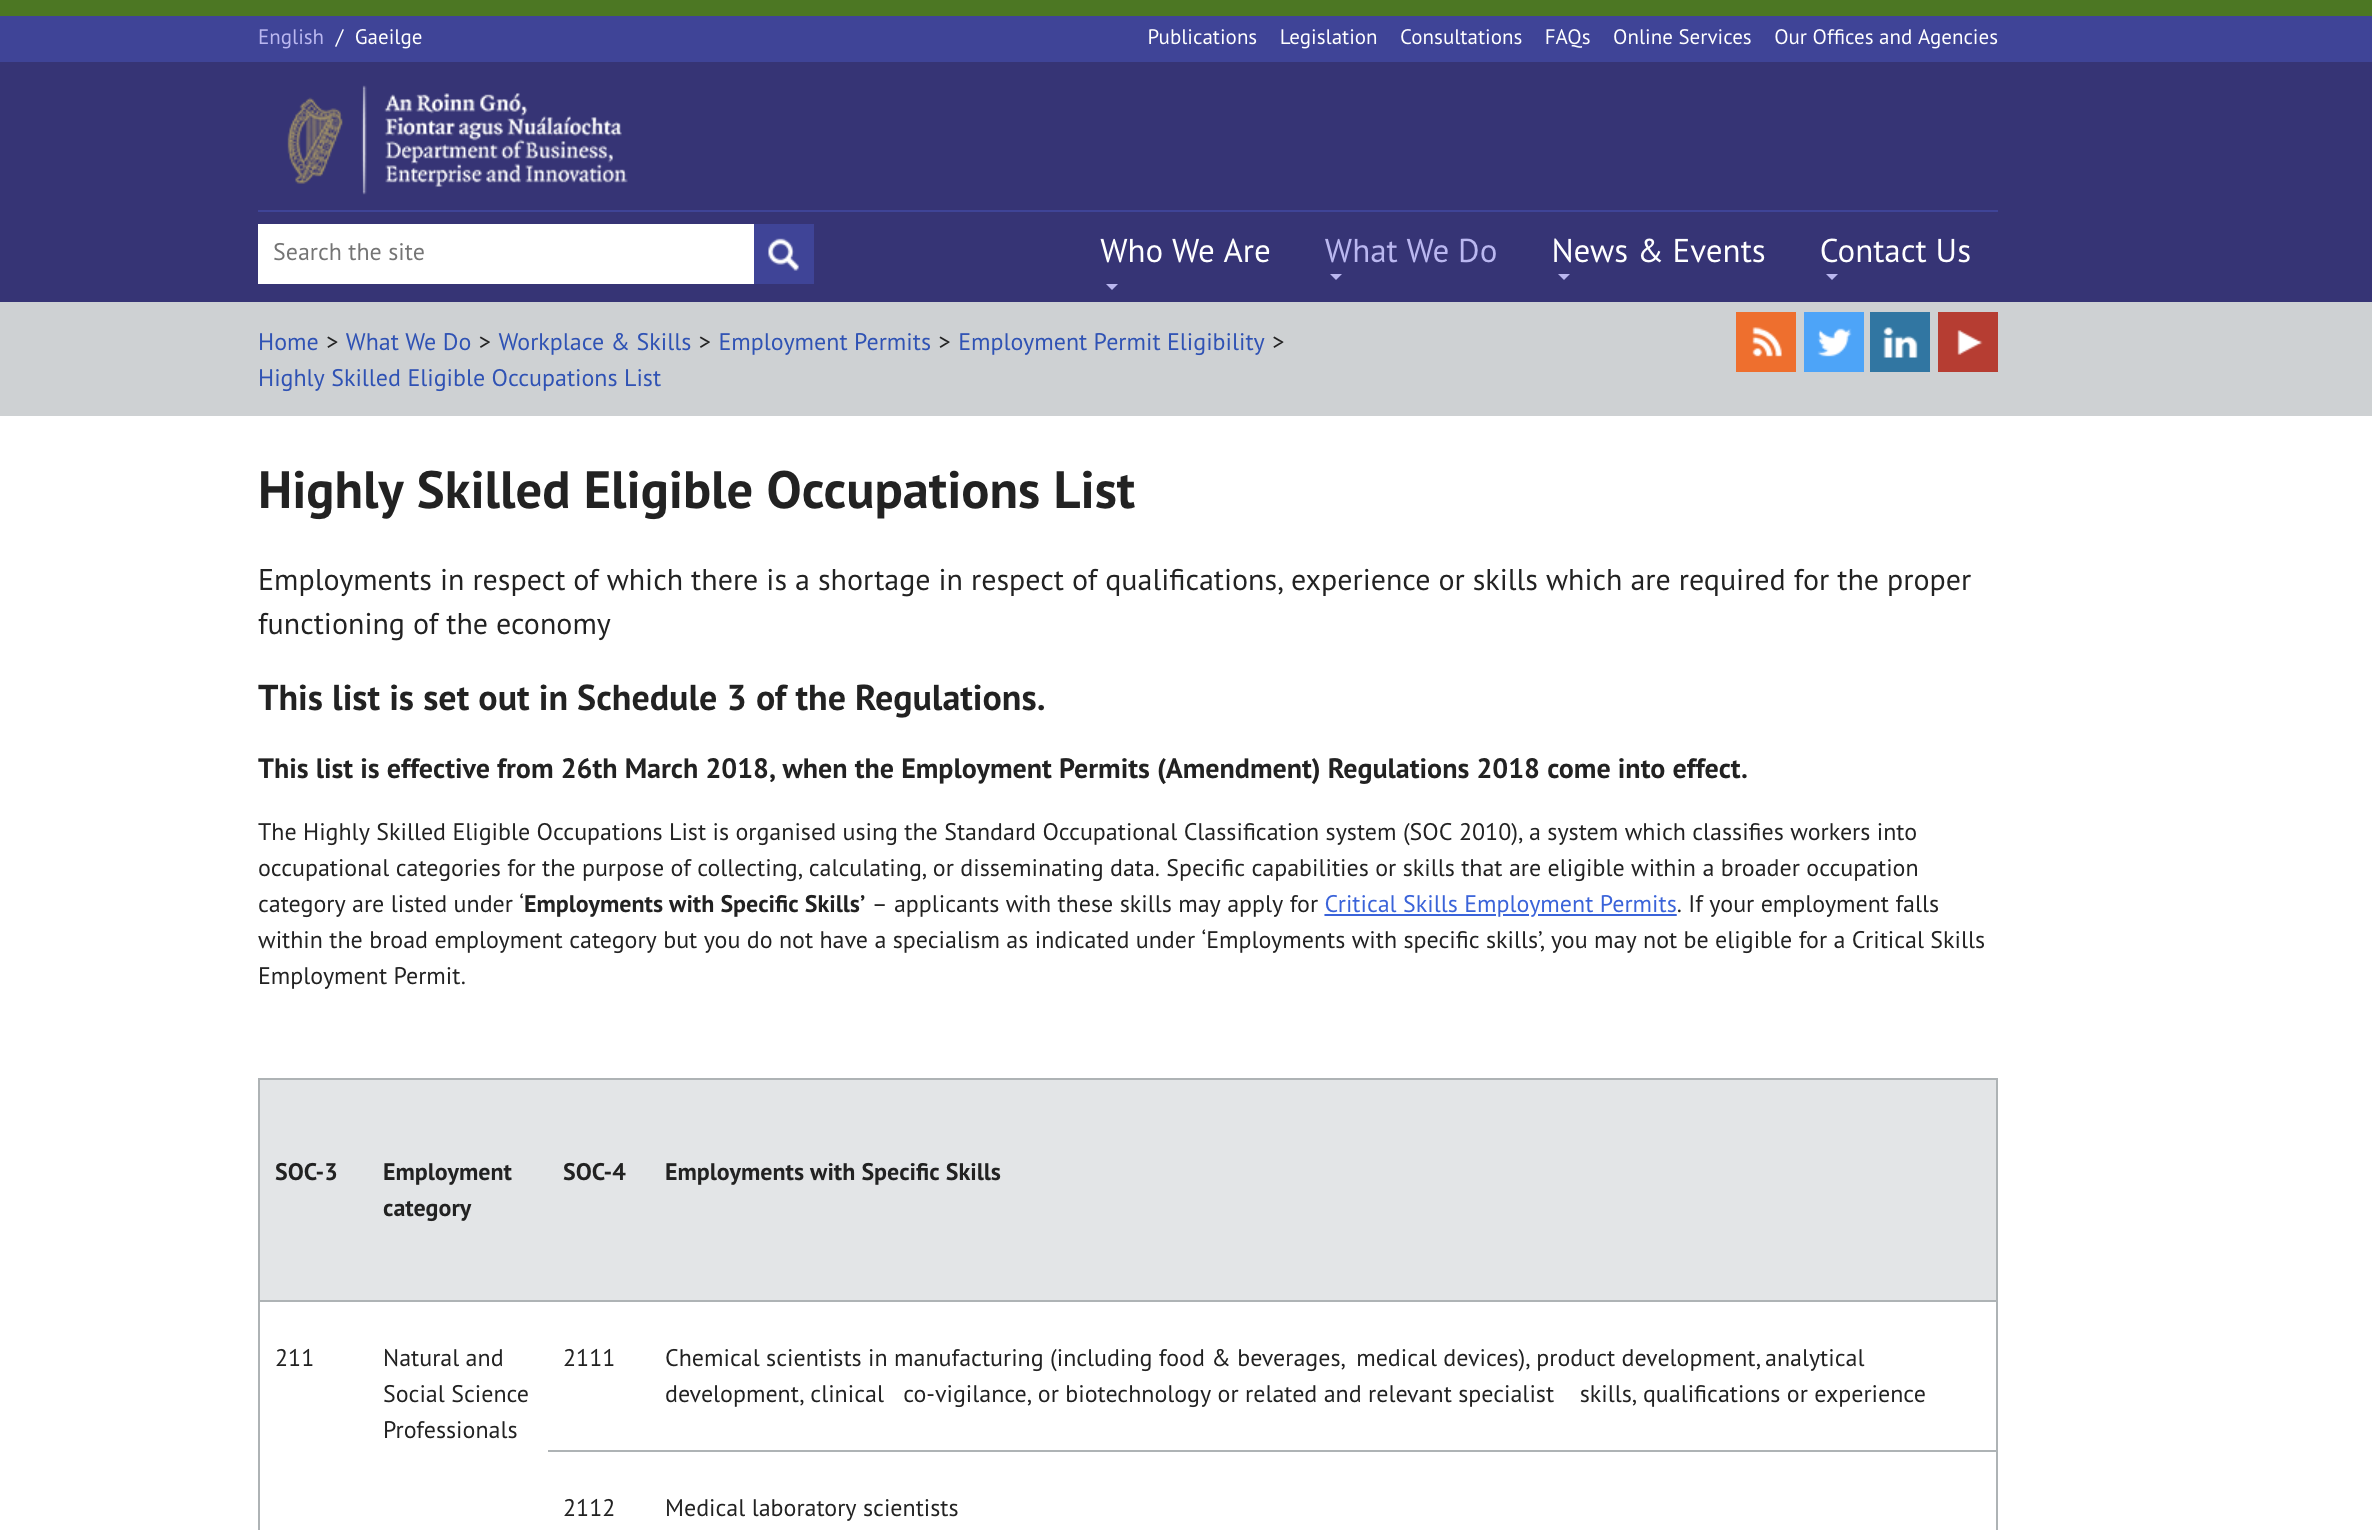 English / Gaeilge
Publications Legislation Consultations FAQs Online Services Our Offices and Agencies
An Roinn Gnó,
Fiontar agus Nuálaíochta
Department of Business,
Enterprise and Innovation
Search the site
Who We Are What We Do News & Events Contact Us
Home > What We Do > Workplace & Skills > Employment Permits > Employment Permit Eligibility >
Highly Skilled Eligible Occupations List
in
Highly Skilled Eligible Occupations List
Employments in respect of which there is a shortage in respect of qualifications, experience or skills which are required for the proper
functioning of the economy
This list is set out in Schedule 3 of the Regulations.
This list is effective from 26th March 2018, when the Employment Permits (Amendment) Regulations 2018 come into effect.
The Highly Skilled Eligible Occupations List is organised using the Standard Occupational Classification system (SOC 2010), a system which classifies workers into
occupational categories for the purpose of collecting, calculating, or disseminating data. Specific capabilities or skills that are eligible within a broader occupation
category are listed under ‘Employments with Specific Skills’ – applicants with these skills may apply for Critical Skills Employment Permits. If your employment falls
within the broad employment category but you do not have a specialism as indicated under ‘Employments with specific skills’, you may not be eligible for a Critical Skills
Employment Permit.
SOC-3 Employment SOC-4 Employments with Specific Skills
category
211 Natural and 2111 Chemical scientists in manufacturing (including food & beverages, medical devices), product development, analytical
Social Science development, clinical co-vigilance, or biotechnology or related and relevant specialist skills, qualifications or experience
Professionals
2112 Medical laboratory scientists